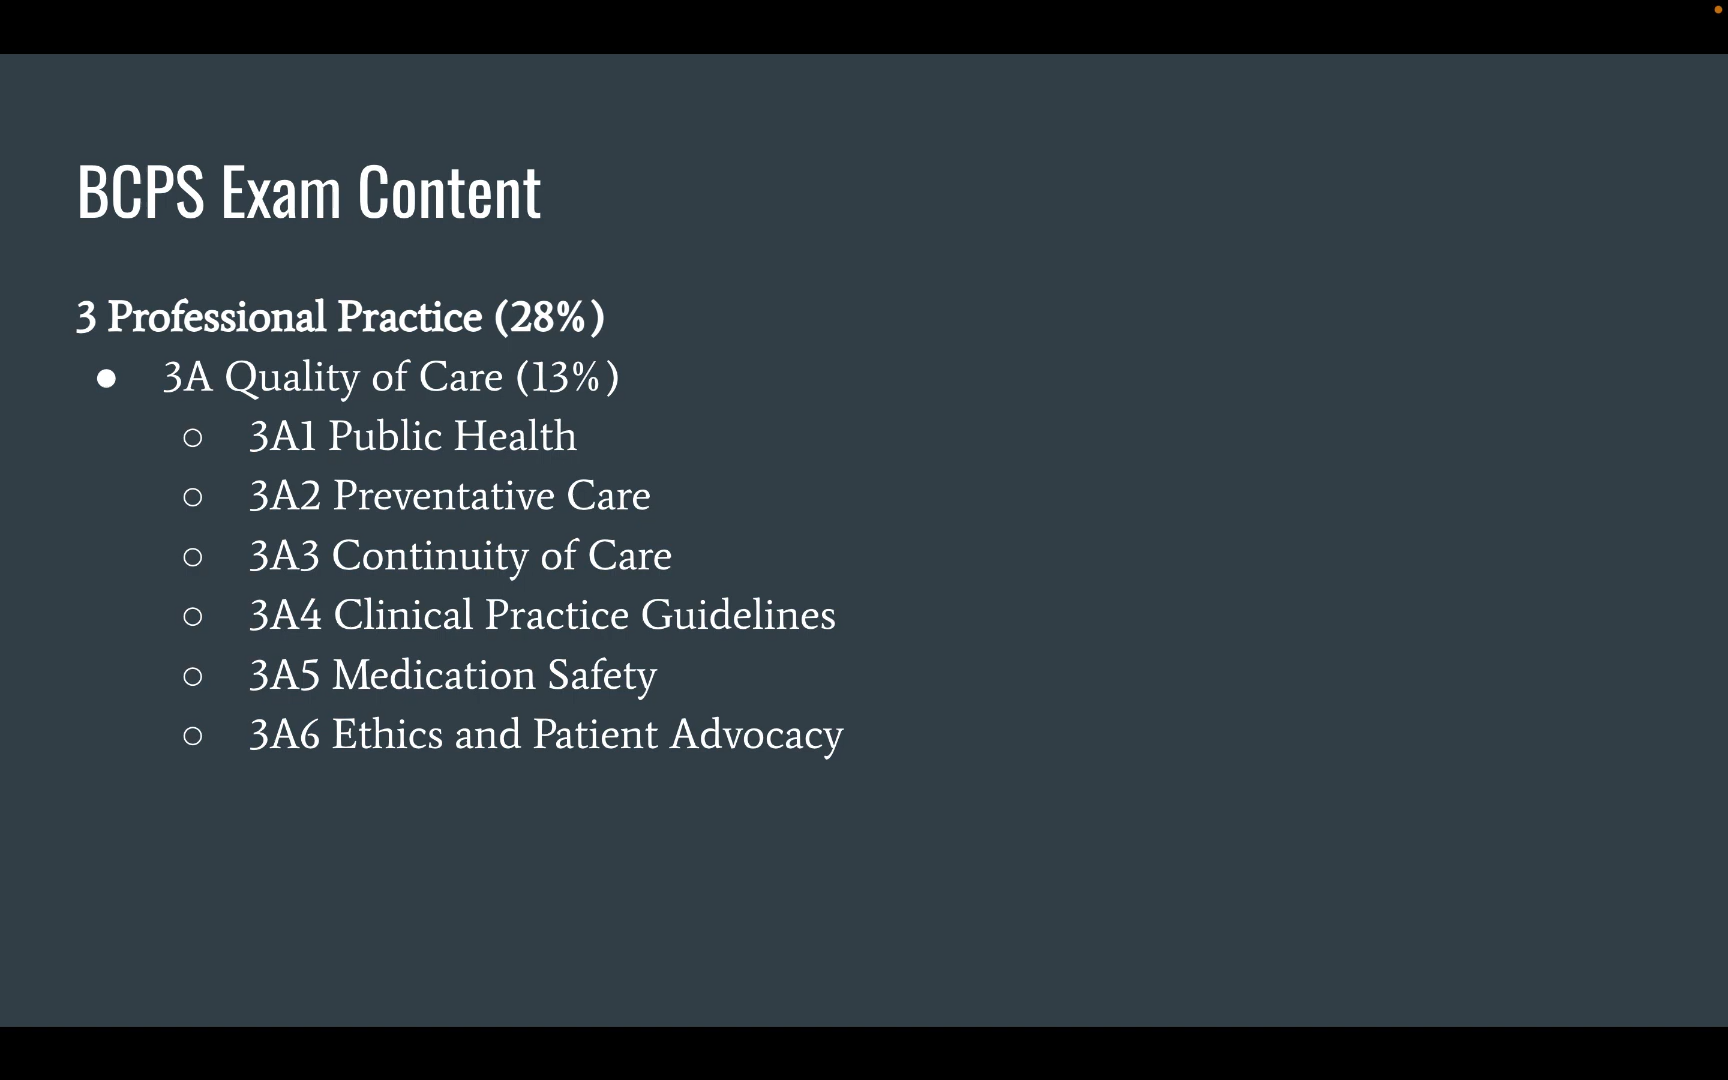 BCPS Exam Content
3 Professional Practice (28%)
● 3A Quality of Care (13%)
○ 3A1 Public Health
○ 3A2 Preventative Care
○ 3A3 Continuity of Care
○ 3A4 Clinical Practice Guidelines
○ 3A5 Medication Safety
○ 3A6 Ethics and Patient Advocacy